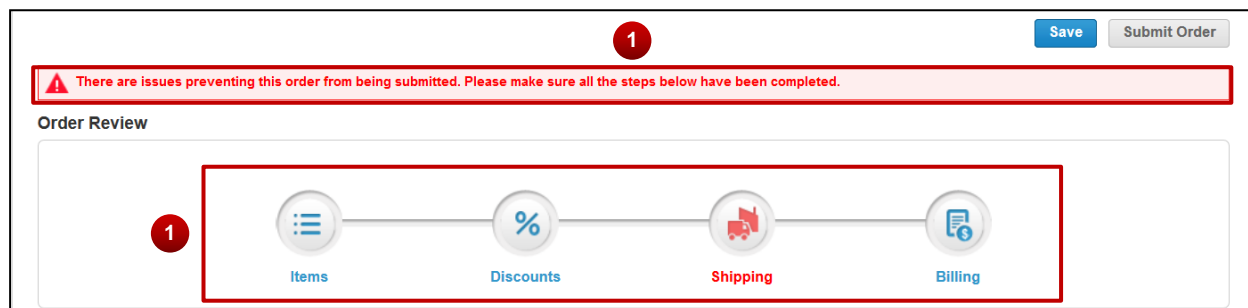 1
Save
Submit Order
There are issues preventing this order from being submitted. Please make sure all the steps below have been completed.
Order Review
1
%
$
Items
Discounts
Shipping
Billing